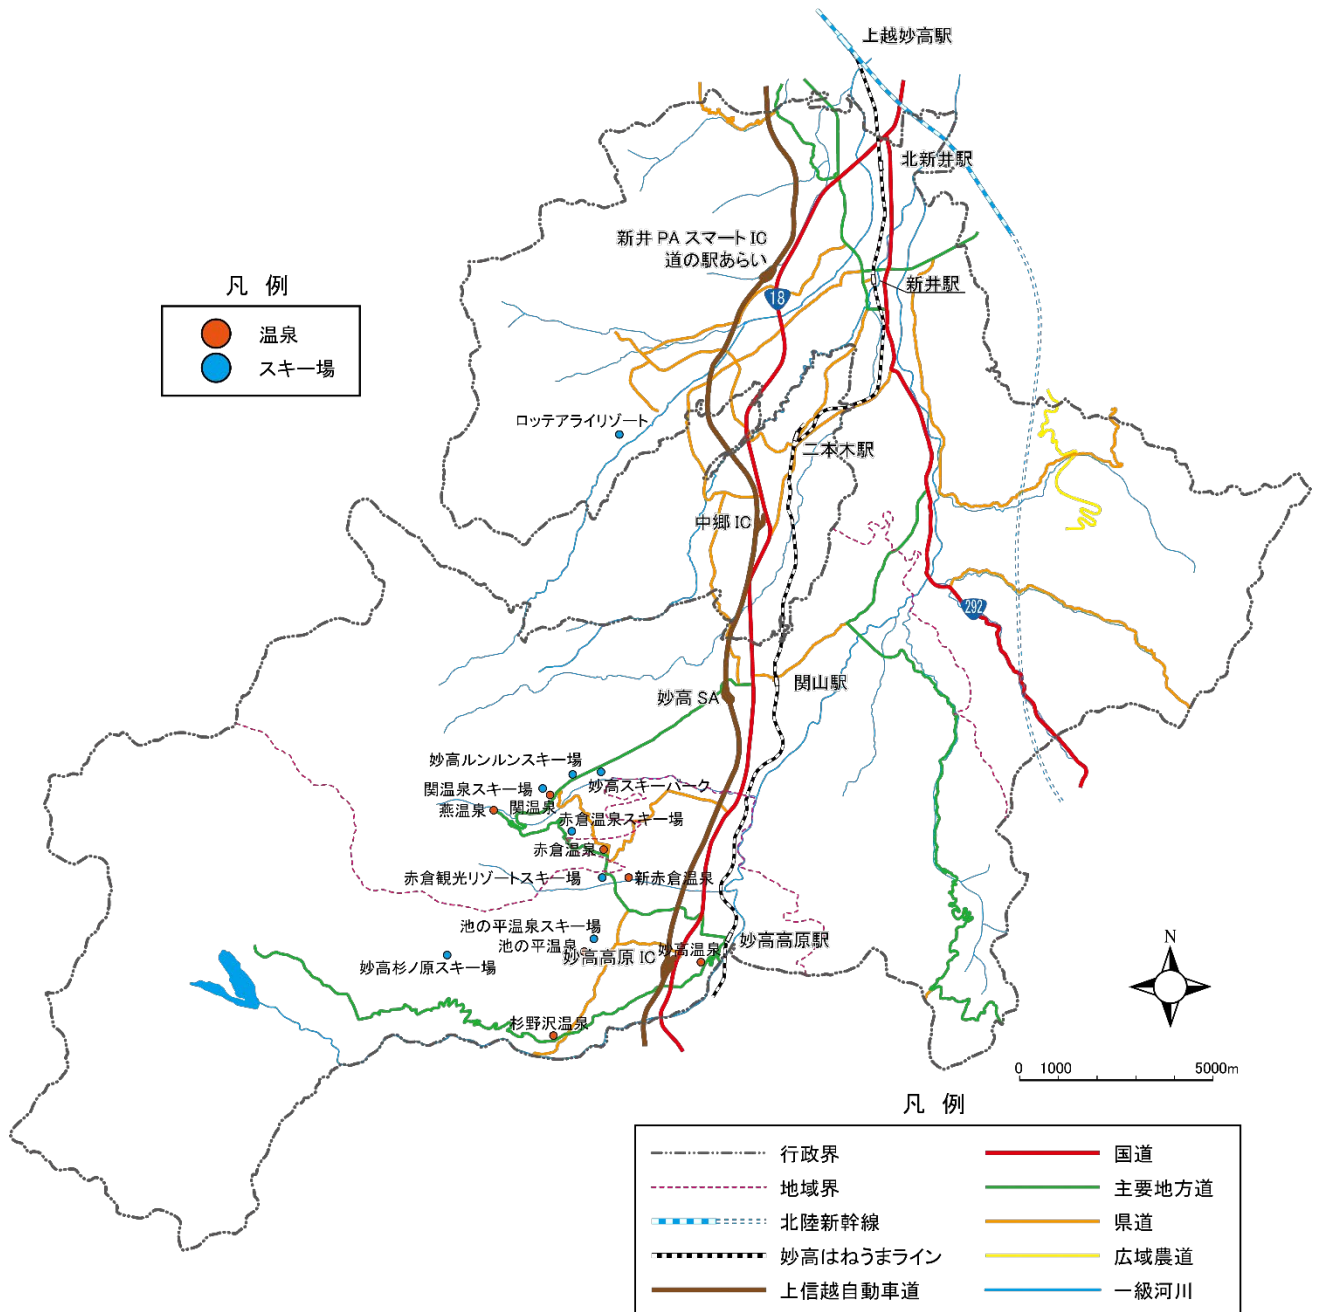 上越妙高駅
北新井駅
新井 PA スマート IC
道の駅あらい
新井駅
18
凡 例
温泉
スキー場
ロッテアライリゾート
二本木駅
中郷 IC
292
関山駅
妙高 SA
妙高ルンルンスキー場
妙高スキーパーク
関温泉スキー場
関温泉
燕温泉
赤倉温泉スキー場
赤倉温泉
赤倉観光リゾートスキー場
新赤倉温泉
池の平温泉スキー場
池の平温泉
妙高高原 IC
妙高温泉
妙高高原駅
妙高杉ノ原スキー場
杉野沢温泉
N
0 1000 5000m
凡 例
行政界
国道
地域界
主要地方道
北陸新幹線
県道
妙高はねうまライン
広域農道
上信越自動車道
一級河川